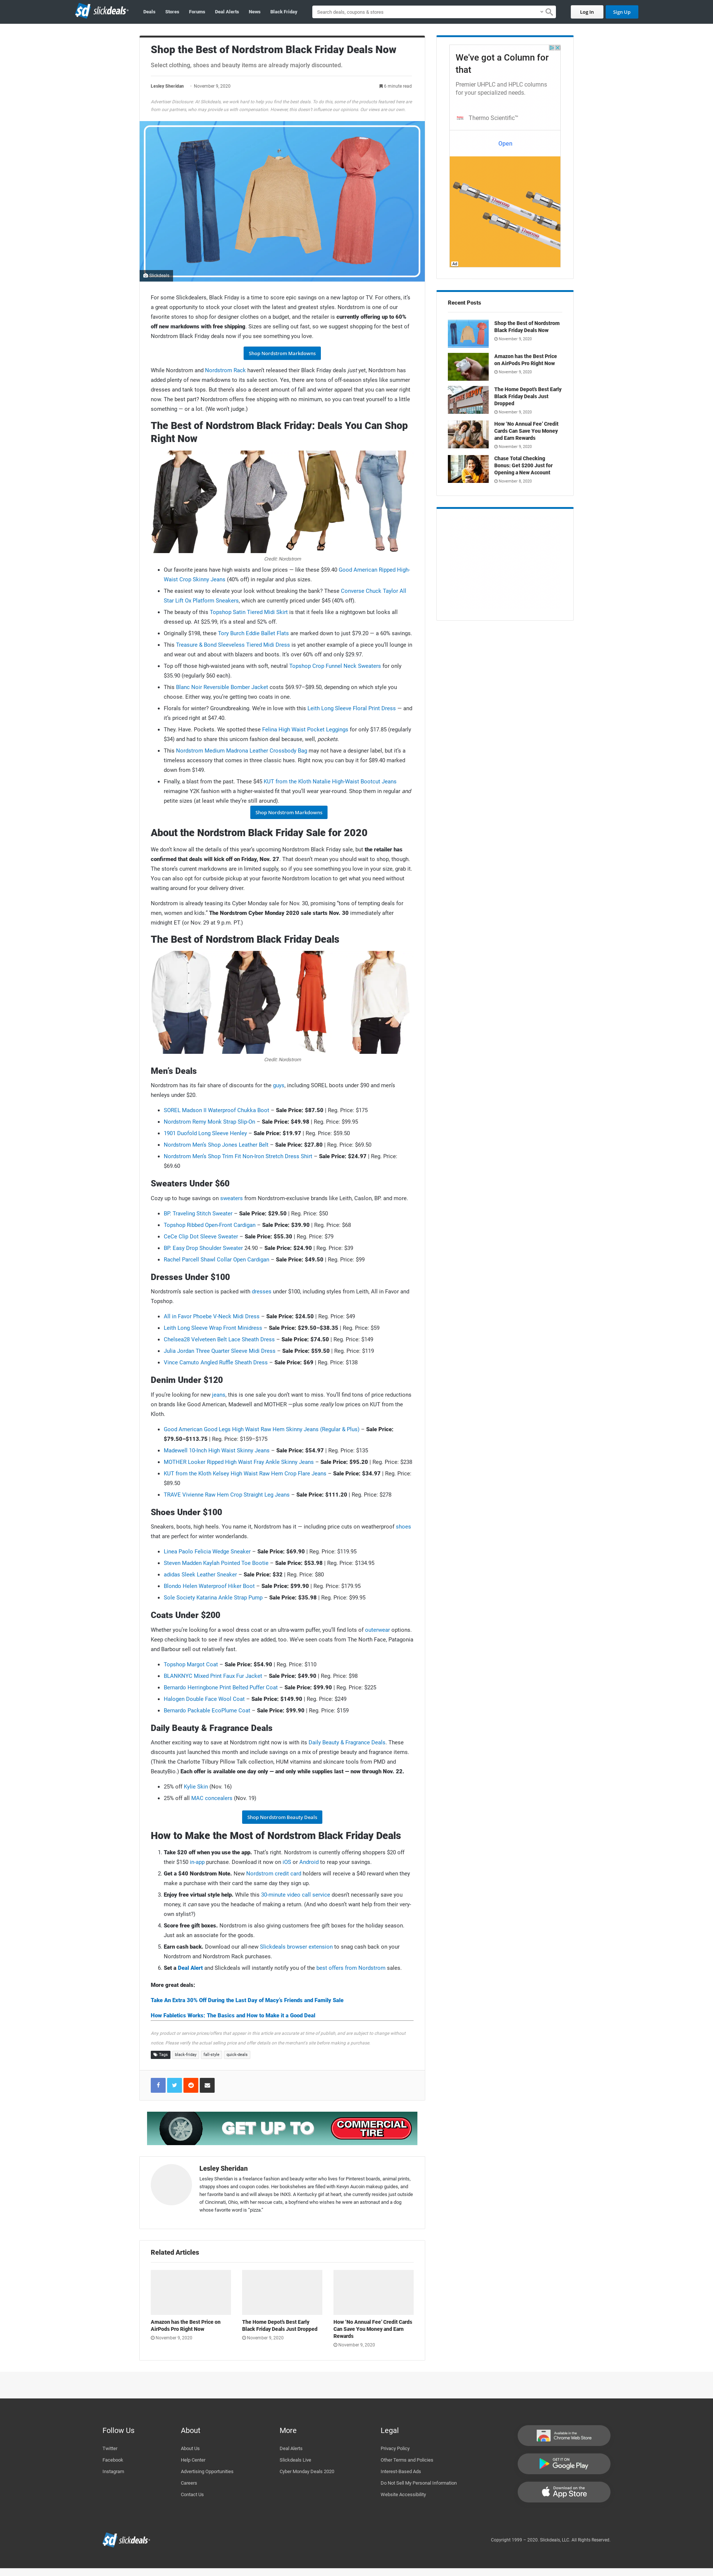 sd slickdeals
Deals Stores Forums Deal Alerts News Black Friday
Search deals, coupons & stores
Log In
Sign Up
Shop the Best of Nordstrom Black Friday Deals Now
Select clothing, shoes and beauty items are already majorly discounted.
Lesley Sheridan · November 9, 2020
6 minute read
Advertiser Disclosure: At Slickdeals, we work hard to help you find the best deals. To do this, some of the products featured here are
from our partners, who may provide us with compensation. However, this doesn't influence our opinions. Our views are our own.
Slickdeals
For some Slickdealers, Black Friday is a time to score epic savings on a new laptop or TV. For others, it's
a great opportunity to stock your closet with the latest and greatest styles. Nordstrom is one of our
favorite stores to shop for designer clothes on a budget, and the retailer is currently offering up to 60%
off new markdowns with free shipping. Sizes are selling out fast, so we suggest shopping for the best of
Nordstrom Black Friday deals now if you see something you love.
Shop Nordstrom Markdowns
While Nordstrom and Nordstrom Rack haven't released their Black Friday deals just yet, Nordstrom has
added plenty of new markdowns to its sale section. Yes, there are tons of off-season styles like summer
dresses and tank tops. But there's also a decent amount of fall and winter apparel that you can wear right
now. The best part? Nordstrom offers free shipping with no minimum, so you can treat yourself to a little
something — or a lot. (We won't judge.)
The Best of Nordstrom Black Friday: Deals You Can Shop
Right Now
Credit: Nordstrom
Our favorite jeans have high waists and low prices — like these $59.40 Good American Ripped High-
Waist Crop Skinny Jeans (40% off) in regular and plus sizes.
The easiest way to elevate your look without breaking the bank? These Converse Chuck Taylor All
Star Lift Ox Platform Sneakers, which are currently priced under $45 (40% off).
The beauty of this Topshop Satin Tiered Midi Skirt is that it feels like a nightgown but looks all
dressed up. At $25.99, it's a steal and 52% off.
Originally $198, these Tory Burch Eddie Ballet Flats are marked down to just $79.20 — a 60% savings.
This Treasure & Bond Sleeveless Tiered Midi Dress is yet another example of a piece you'll lounge in
and wear out and about with blazers and boots. It's over 60% off and only $29.97.
Top off those high-waisted jeans with soft, neutral Topshop Crop Funnel Neck Sweaters for only
$35.90 (regularly $60 each).
This Blanc Noir Reversible Bomber Jacket costs $69.97–$89.50, depending on which style you
choose. Either way, you're getting two coats in one.
Florals for winter? Groundbreaking. We're in love with this Leith Long Sleeve Floral Print Dress — and
it's priced right at $47.40.
They. Have. Pockets. We spotted these Felina High Waist Pocket Leggings for only $17.85 (regularly
$34) and had to share this unicorn fashion deal because, well, pockets.
This Nordstrom Medium Madrona Leather Crossbody Bag may not have a designer label, but it's a
timeless accessory that comes in three classic hues. Right now, you can buy it for $89.40 marked
down from $149.
Finally, a blast from the past. These $45 KUT from the Kloth Natalie High-Waist Bootcut Jeans
reimagine Y2K fashion with a higher-waisted fit that you'll wear year-round. Shop them in regular and
petite sizes (at least while they're still around).
Shop Nordstrom Markdowns
About the Nordstrom Black Friday Sale for 2020
We don't know all the details of this year's upcoming Nordstrom Black Friday sale, but the retailer has
confirmed that deals will kick off on Friday, Nov. 27. That doesn't mean you should wait to shop, though.
The store's current markdowns are in limited supply, so if you see something you love in your size, grab it.
You can also opt for curbside pickup at your favorite Nordstrom location to get what you need without
waiting around for your delivery driver.
Nordstrom is already teasing its Cyber Monday sale for Nov. 30, promising "tons of tempting deals for
men, women and kids." The Nordstrom Cyber Monday 2020 sale starts Nov. 30 immediately after
midnight ET (or Nov. 29 at 9 p.m. PT.)
The Best of Nordstrom Black Friday Deals
Credit: Nordstrom
Men's Deals
Nordstrom has its fair share of discounts for the guys, including SOREL boots under $90 and men's
henleys under $20.
SOREL Madson II Waterproof Chukka Boot – Sale Price: $87.50 | Reg. Price: $175
Nordstrom Remy Monk Strap Slip-On – Sale Price: $49.98 | Reg. Price: $99.95
1901 Duofold Long Sleeve Henley – Sale Price: $19.97 | Reg. Price: $59.50
Nordstrom Men's Shop Jones Leather Belt – Sale Price: $27.80 | Reg. Price: $69.50
Nordstrom Men's Shop Trim Fit Non-Iron Stretch Dress Shirt – Sale Price: $24.97 | Reg. Price:
$69.60
Sweaters Under $60
Cozy up to huge savings on sweaters from Nordstrom-exclusive brands like Leith, Caslon, BP. and more.
BP. Traveling Stitch Sweater – Sale Price: $29.50 | Reg. Price: $50
Topshop Ribbed Open-Front Cardigan – Sale Price: $39.90 | Reg. Price: $68
CeCe Clip Dot Sleeve Sweater – Sale Price: $55.30 | Reg. Price: $79
BP. Easy Drop Shoulder Sweater 24.90 – Sale Price: $24.90 | Reg. Price: $39
Rachel Parcell Shawl Collar Open Cardigan – Sale Price: $49.50 | Reg. Price: $99
Dresses Under $100
Nordstrom's sale section is packed with dresses under $100, including styles from Leith, All in Favor and
Topshop.
All in Favor Phoebe V-Neck Midi Dress – Sale Price: $24.50 | Reg. Price: $49
Leith Long Sleeve Wrap Front Minidress – Sale Price: $29.50–$38.35 | Reg. Price: $59
Chelsea28 Velveteen Belt Lace Sheath Dress – Sale Price: $74.50 | Reg. Price: $149
Julia Jordan Three Quarter Sleeve Midi Dress – Sale Price: $59.50 | Reg. Price: $119
Vince Camuto Angled Ruffle Sheath Dress – Sale Price: $69 | Reg. Price: $138
Denim Under $120
If you're looking for new jeans, this is one sale you don't want to miss. You'll find tons of price reductions
on brands like Good American, Madewell and MOTHER —plus some really low prices on KUT from the
Kloth.
Good American Good Legs High Waist Raw Hem Skinny Jeans (Regular & Plus) – Sale Price:
$79.50–$113.75 | Reg. Price: $159–$175
Madewell 10-Inch High Waist Skinny Jeans – Sale Price: $54.97 | Reg. Price: $135
MOTHER Looker Ripped High Waist Fray Ankle Skinny Jeans – Sale Price: $95.20 | Reg. Price: $238
KUT from the Kloth Kelsey High Waist Raw Hem Crop Flare Jeans – Sale Price: $34.97 | Reg. Price:
$89.50
TRAVE Vivienne Raw Hem Crop Straight Leg Jeans – Sale Price: $111.20 | Reg. Price: $278
Shoes Under $100
Sneakers, boots, high heels. You name it, Nordstrom has it — including price cuts on weatherproof shoes
that are perfect for winter wonderlands.
Linea Paolo Felicia Wedge Sneaker – Sale Price: $69.90 | Reg. Price: $119.95
Steven Madden Kaylah Pointed Toe Bootie – Sale Price: $53.98 | Reg. Price: $134.95
adidas Sleek Leather Sneaker – Sale Price: $32 | Reg. Price: $80
Blondo Helen Waterproof Hiker Boot – Sale Price: $99.90 | Reg. Price: $179.95
Sole Society Katarina Ankle Strap Pump – Sale Price: $35.98 | Reg. Price: $99.95
Coats Under $200
Whether you're looking for a wool dress coat or an ultra-warm puffer, you'll find lots of outerwear options.
Keep checking back to see if new styles are added, too. We've seen coats from The North Face, Patagonia
and Barbour sell out relatively fast.
Topshop Margot Coat – Sale Price: $54.90 | Reg. Price: $110
BLANKNYC Mixed Print Faux Fur Jacket – Sale Price: $49.90 | Reg. Price: $98
Bernardo Herringbone Print Belted Puffer Coat – Sale Price: $99.90 | Reg. Price: $225
Halogen Double Face Wool Coat – Sale Price: $149.90 | Reg. Price: $249
Bernardo Packable EcoPlume Coat – Sale Price: $99.90 | Reg. Price: $159
Daily Beauty & Fragrance Deals
Another exciting way to save at Nordstrom right now is with its Daily Beauty & Fragrance Deals. These
discounts just launched this month and include savings on a mix of prestige beauty and fragrance items.
(Think the Charlotte Tilbury Pillow Talk collection, HUM vitamins and skincare tools from PMD and
BeautyBio.) Each offer is available one day only — and only while supplies last — now through Nov. 22.
25% off Kylie Skin (Nov. 16)
25% off all MAC concealers (Nov. 19)
Shop Nordstrom Beauty Deals
How to Make the Most of Nordstrom Black Friday Deals
1. Take $20 off when you use the app. That's right. Nordstrom is currently offering shoppers $20 off
their $150 in-app purchase. Download it now on iOS or Android to reap your savings.
2. Get a $40 Nordstrom Note. New Nordstrom credit card holders will receive a $40 reward when they
make a purchase with their card the same day they sign up.
3. Enjoy free virtual style help. While this 30-minute video call service doesn't necessarily save you
money, it can save you the headache of making a return. (And who doesn't want help from their very-
own stylist?)
4. Score free gift boxes. Nordstrom is also giving customers free gift boxes for the holiday season.
Just ask an associate for the goods.
5. Earn cash back. Download our all-new Slickdeals browser extension to snag cash back on your
Nordstrom and Nordstrom Rack purchases.
6. Set a Deal Alert and Slickdeals will instantly notify you of the best offers from Nordstrom sales.
More great deals:
Take An Extra 30% Off During the Last Day of Macy's Friends and Family Sale
How Fabletics Works: The Basics and How to Make it a Good Deal
Any product or service prices/offers that appear in this article are accurate at time of publish, and are subject to change without
notice. Please verify the actual selling price and offer details on the merchant's site before making a purchase.
Tags black-friday fall-style quick-deals
GET UP TO COMMERCIAL TIRE
Lesley Sheridan
Lesley Sheridan is a freelance fashion and beauty writer who lives for Pinterest boards, animal prints,
strappy shoes and coupon codes. Her bookshelves are filled with Kevyn Aucoin makeup guides, and
her favorite band is and will always be INXS. A Kentucky girl at heart, she currently resides just outside
of Cincinnati, Ohio, with her rescue cats, a boyfriend who wishes he were an astronaut and a dog
whose favorite word is "pizza."
Related Articles
Amazon has the Best Price on
AirPods Pro Right Now
November 9, 2020
The Home Depot's Best Early
Black Friday Deals Just Dropped
November 9, 2020
How 'No Annual Fee' Credit Cards
Can Save You Money and Earn
Rewards
November 9, 2020
We've got a Column for
that
Premier UHPLC and HPLC columns
for your specialized needs.
Thermo Scientific™
Open
Ad
Recent Posts
Shop the Best of Nordstrom
Black Friday Deals Now
November 9, 2020
Amazon has the Best Price
on AirPods Pro Right Now
November 9, 2020
The Home Depot's Best Early
Black Friday Deals Just
Dropped
November 9, 2020
How 'No Annual Fee' Credit
Cards Can Save You Money
and Earn Rewards
November 9, 2020
Chase Total Checking
Bonus: Get $200 Just for
Opening a New Account
November 8, 2020
Follow Us
Twitter
Facebook
Instagram
About
About Us
Help Center
Advertising Opportunities
Careers
Contact Us
More
Deal Alerts
Slickdeals Live
Cyber Monday Deals 2020
Legal
Privacy Policy
Other Terms and Policies
Interest-Based Ads
Do Not Sell My Personal Information
Website Accessibility
Available in the
Chrome Web Store
GET IT ON
Google Play
Download on the
App Store
sd slickdeals
Copyright 1999 – 2020. Slickdeals, LLC. All Rights Reserved.